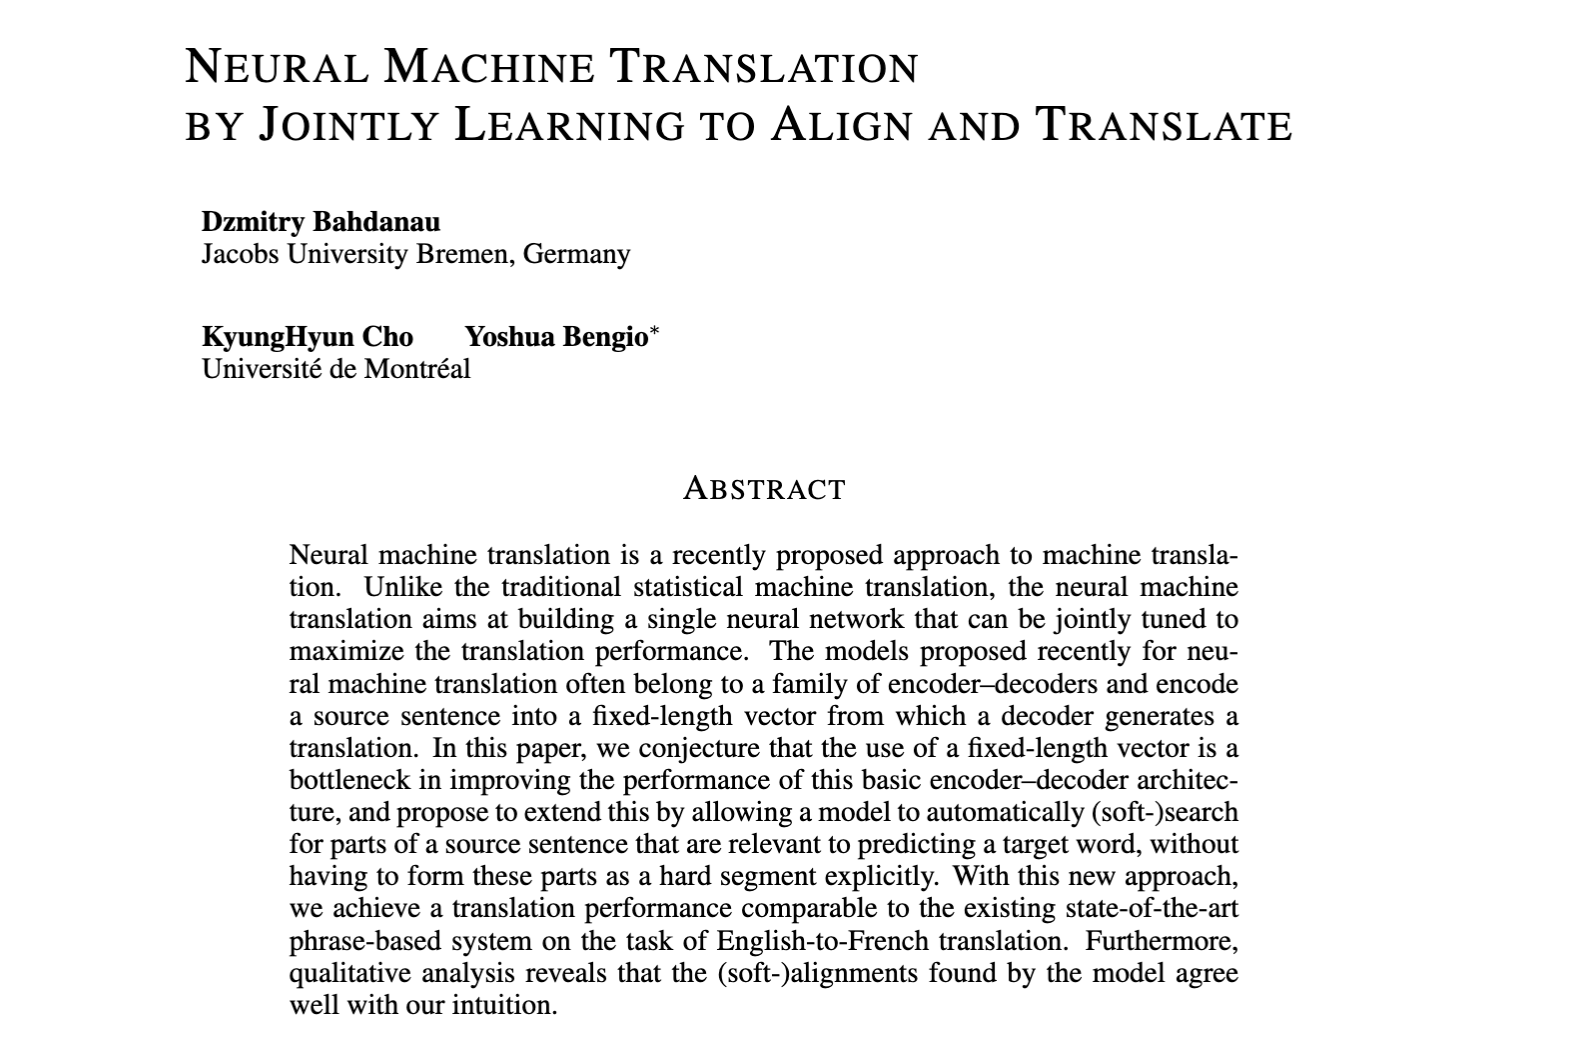 NEURAL MACHINE TRANSLATION
BY JOINTLY LEARNING TO ALIGN AND TRANSLATE
Dzmitry Bahdanau
Jacobs University Bremen, Germany
KyungHyun Cho Yoshua Bengio*
Université de Montréal
ABSTRACT
Neural machine translation is a recently proposed approach to machine transla-
tion. Unlike the traditional statistical machine translation, the neural machine
translation aims at building a single neural network that can be jointly tuned to
maximize the translation performance. The models proposed recently for neu-
ral machine translation often belong to a family of encoder–decoders and encode
a source sentence into a fixed-length vector from which a decoder generates a
translation. In this paper, we conjecture that the use of a fixed-length vector is a
bottleneck in improving the performance of this basic encoder–decoder architec-
ture, and propose to extend this by allowing a model to automatically (soft-)search
for parts of a source sentence that are relevant to predicting a target word, without
having to form these parts as a hard segment explicitly. With this new approach,
we achieve a translation performance comparable to the existing state-of-the-art
phrase-based system on the task of English-to-French translation. Furthermore,
qualitative analysis reveals that the (soft-)alignments found by the model agree
well with our intuition.